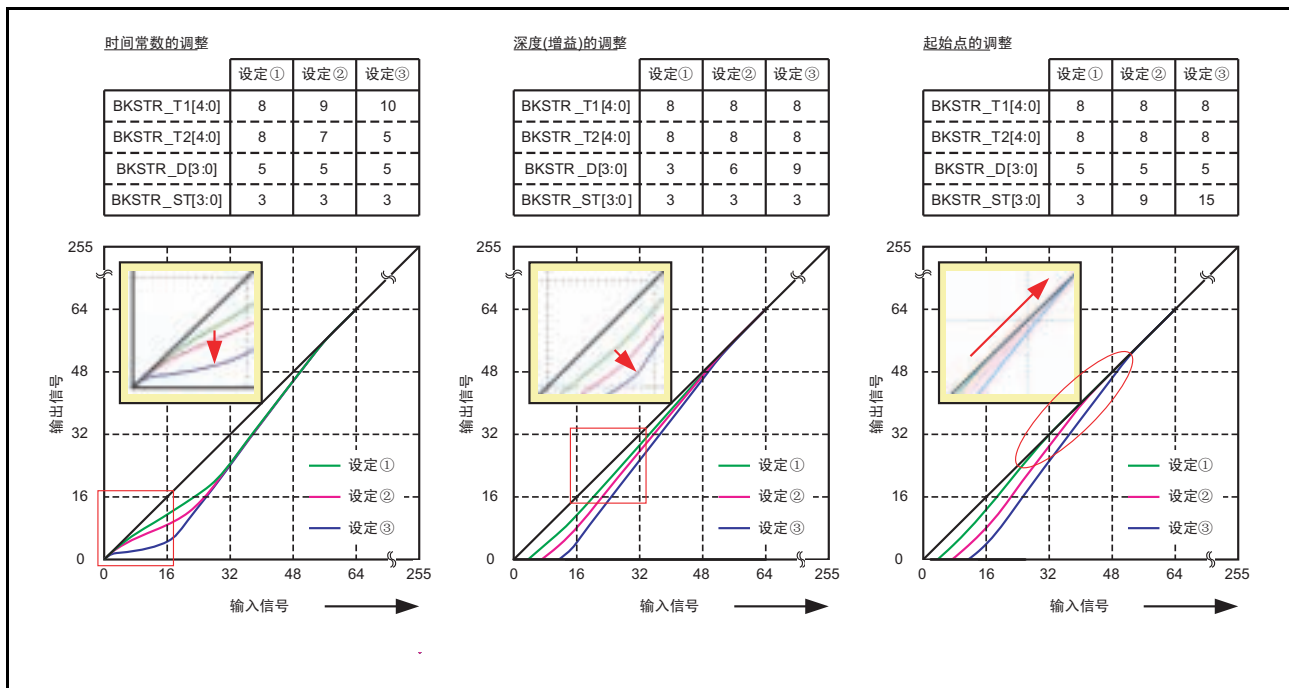 时间常数的调整
设定① 设定② 设定③
BKSTR_T1[4:0] 8 9 10
BKSTR_T2[4:0] 8 7 5
BKSTR_D[3:0] 5 5 5
BKSTR_ST[3:0] 3 3 3
255
64
48
32
16
0
输出信号
设定①
设定②
设定③
0 16 32 48 64 255
输入信号
深度(增益)的调整
设定① 设定② 设定③
BKSTR_T1[4:0] 8 8 8
BKSTR_T2[4:0] 8 8 8
BKSTR_D[3:0] 3 6 9
BKSTR_ST[3:0] 3 3 3
255
64
48
32
16
0
输出信号
设定①
设定②
设定③
0 16 32 48 64 255
输入信号
起始点的调整
设定① 设定② 设定③
BKSTR_T1[4:0] 8 8 8
BKSTR_T2[4:0] 8 8 8
BKSTR_D[3:0] 5 5 5
BKSTR_ST[3:0] 3 9 15
255
64
48
32
16
0
输出信号
设定①
设定②
设定③
0 16 32 48 64 255
输入信号